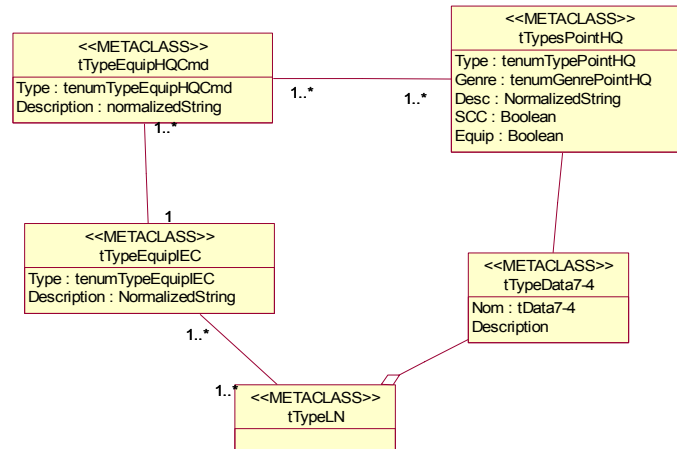 <<METACLASS>>
tTypeEquipHQCmd
Type : tenumTypeEquipHQCmd
Description : normalizedString
<<METACLASS>>
tTypesPointHQ
Type : tenumTypePointHQ
Genre : tenumGenrePointHQ
Desc : NormalizedString
SCC : Boolean
Equip : Boolean
1..*
1..*
1..*
1
<<METACLASS>>
tTypeEquipIEC
Type : tenumTypeEquipIEC
Description : NormalizedString
<<METACLASS>>
tTypeData7-4
Nom : tData7-4
Description
1..*
1..*
<<METACLASS>>
tTypeLN